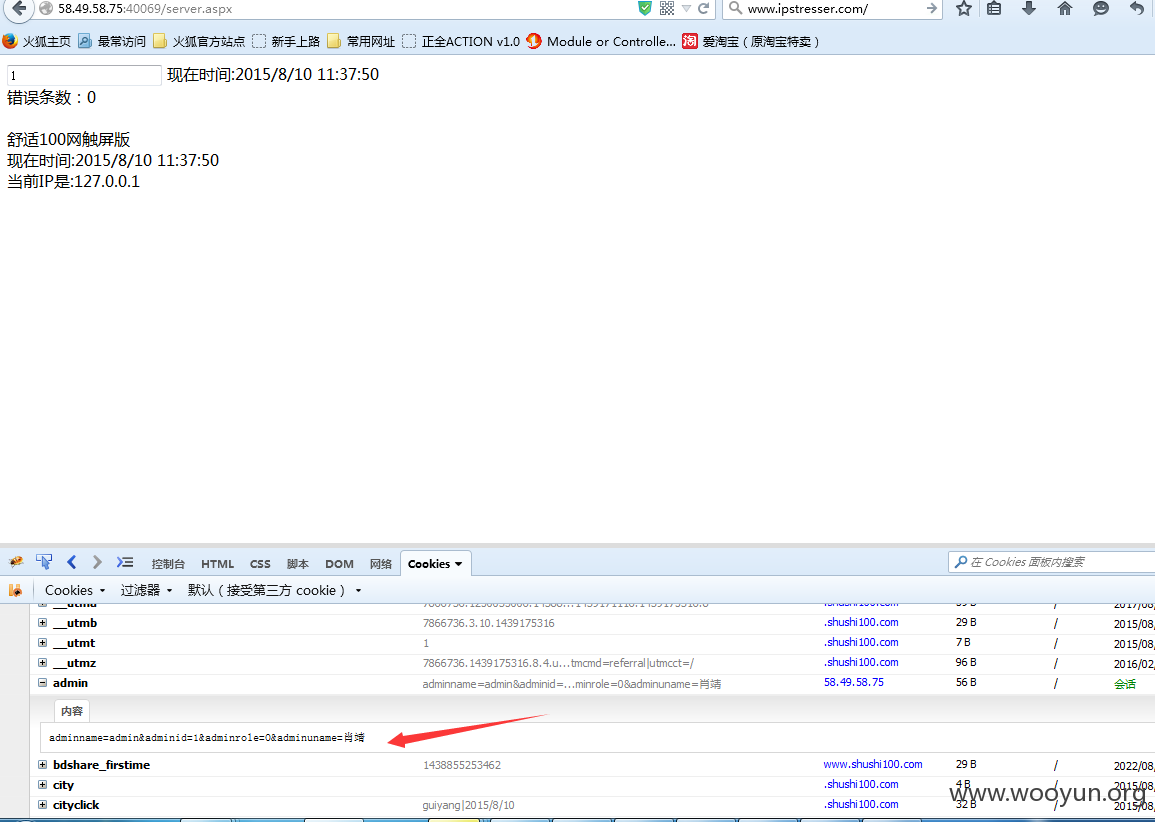 58.49.58.75:40069/server.aspx www.ipstresser.com/
火狐主页 最常访问 火狐官方站点 新手上路 常用网址 正全ACTION v1.0 Module or Controlle... 爱淘宝（原淘宝特卖）
1 现在时间:2015/8/10 11:37:50
错误条数：0
舒适100网触屏版
现在时间:2015/8/10 11:37:50
当前IP是:127.0.0.1
控制台 HTML CSS 脚本 DOM 网络 Cookies 在 Cookies 面板内搜索
Cookies 过滤器 默认（接受第三方 cookie）
__utmb 7866736.3.10.1439175316 .shushi100.com 29 B / 2015/08/
__utmt 1 .shushi100.com 7 B / 2015/08/
__utmz 7866736.1439175316.8.4.u...tmcmd=referral|utmcct=/ .shushi100.com 96 B / 2016/02/
admin adminname=admin&adminid=...minrole=0&adminuname=肖靖 58.49.58.75 56 B / 会话
内容
adminname=admin&adminid=1&adminrole=0&adminuname=肖靖
bdshare_firstime 1438855253462 www.shushi100.com 29 B / 2022/08/
city .shushi100.com 4 B / 2015/08/
cityclick guiyang|2015/8/10 .shushi100.com 32 B / 2015/08/
www.wooyun.org